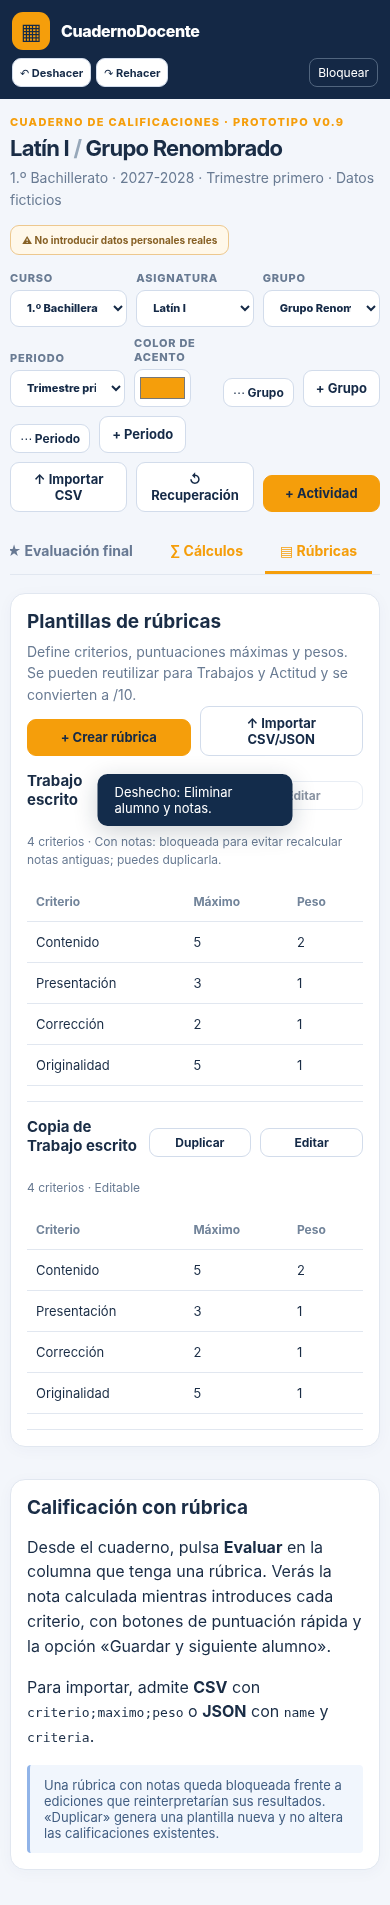 CuadernoDocente
↶ Deshacer ↷ Rehacer Bloquear
CUADERNO DE CALIFICACIONES · PROTOTIPO V0.9
Latín I / Grupo Renombrado
1.º Bachillerato · 2027-2028 · Trimestre primero · Datos
ficticios
⚠ No introducir datos personales reales
CURSO ASIGNATURA GRUPO
1.º Bachillera Latín I Grupo Renom
PERIODO COLOR DE
ACENTO
Trimestre pri ··· Grupo + Grupo
··· Periodo + Periodo
↑ Importar
CSV
↺
Recuperación
+ Actividad
★ Evaluación final ∑ Cálculos ▤ Rúbricas
Plantillas de rúbricas
Define criterios, puntuaciones máximas y pesos.
Se pueden reutilizar para Trabajos y Actitud y se
convierten a /10.
+ Crear rúbrica
↑ Importar
CSV/JSON
Trabajo
escrito
Deshecho: Eliminar
alumno y notas.
ditar
4 criterios · Con notas: bloqueada para evitar recalcular
notas antiguas; puedes duplicarla.
Criterio Máximo Peso
Contenido 5 2
Presentación 3 1
Corrección 2 1
Originalidad 5 1
Copia de
Trabajo escrito
Duplicar Editar
4 criterios · Editable
Criterio Máximo Peso
Contenido 5 2
Presentación 3 1
Corrección 2 1
Originalidad 5 1
Calificación con rúbrica
Desde el cuaderno, pulsa Evaluar en la
columna que tenga una rúbrica. Verás la
nota calculada mientras introduces cada
criterio, con botones de puntuación rápida y
la opción «Guardar y siguiente alumno».
Para importar, admite CSV con
criterio;maximo;peso o JSON con name y
criteria.
Una rúbrica con notas queda bloqueada frente a
ediciones que reinterpretarían sus resultados.
«Duplicar» genera una plantilla nueva y no altera
las calificaciones existentes.